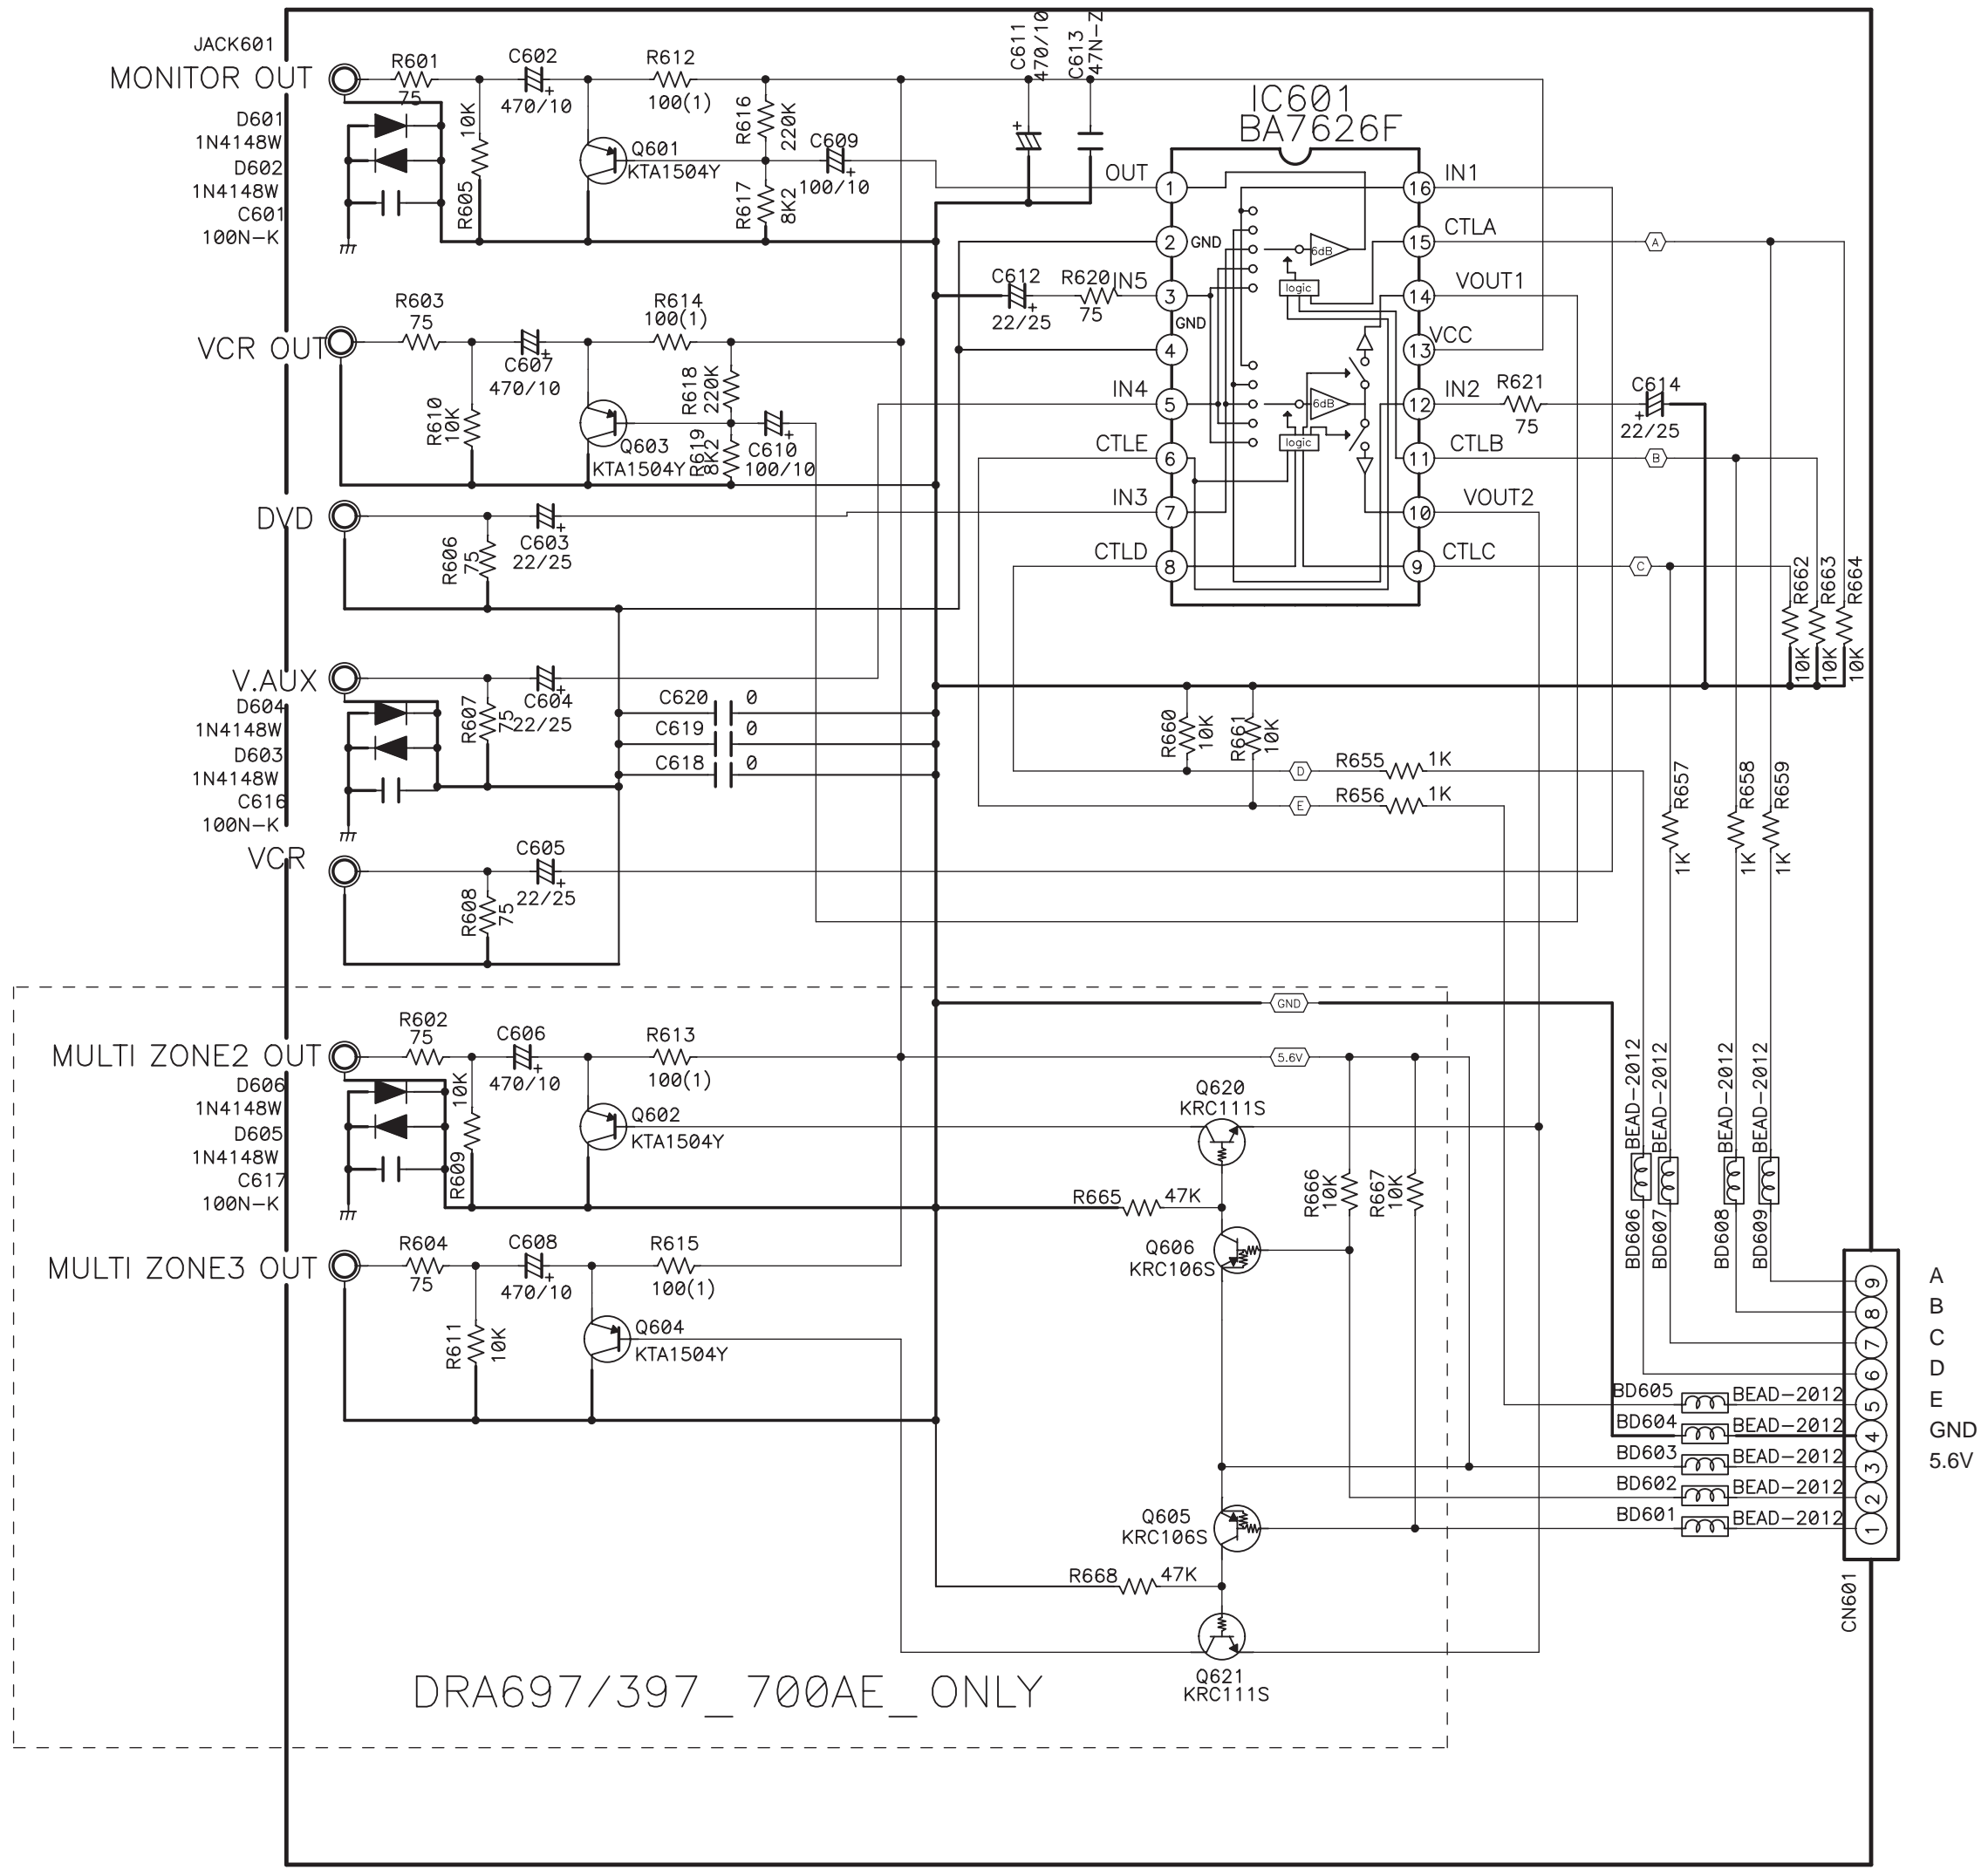 JACK601
MONITOR OUT
R601
75
C602
470/10
R612
100(1)
C611
470/10
C613
47N-Z
D601
1N4148W
D602
1N4148W
C601
100N-K
10K
R605
Q601
KTA1504Y
R616
220K
C609
100/10
R617
8K2
IC601
BA7626F
OUT
1
16
IN1
2
GND
15
CTLA
A
6dB
C612
22/25
R620
75
IN5
3
logic
14
VOUT1
GND
4
13
VCC
IN4
5
6dB
12
IN2
R621
75
C614
22/25
CTLE
6
logic
11
CTLB
B
IN3
7
10
VOUT2
CTLD
8
9
CTLC
C
VCR OUT
R603
75
C607
470/10
R614
100(1)
R610
10K
Q603
KTA1504Y
R618
220K
R619
8K2
C610
100/10
DVD
R606
75
C603
22/25
R662
R663
R664
10K
10K
10K
V.AUX
D604
1N4148W
D603
1N4148W
C616
100N-K
R607
75
C604
22/25
C620
0
C619
0
C618
0
R660
10K
R661
10K
D
R655
1K
E
R656
1K
R657
1K
R658
1K
R659
1K
VCR
R608
75
C605
22/25
GND
MULTI ZONE2 OUT
R602
75
C606
470/10
R613
100(1)
5.6V
D606
1N4148W
D605
1N4148W
C617
100N-K
10K
R609
Q602
KTA1504Y
Q620
KRC111S
R665
47K
R666
10K
R667
10K
Q606
KRC106S
BEAD-2012
BEAD-2012
BEAD-2012
BEAD-2012
BD606
BD607
BD608
BD609
MULTI ZONE3 OUT
R604
75
C608
470/10
R615
100(1)
R611
10K
Q604
KTA1504Y
9
A
8
B
7
C
6
D
BD605
BEAD-2012
5
E
BD604
BEAD-2012
4
GND
BD603
BEAD-2012
3
5.6V
BD602
BEAD-2012
2
BD601
BEAD-2012
1
CN601
Q605
KRC106S
R668
47K
Q621
KRC111S
DRA697/397_700AE_ONLY